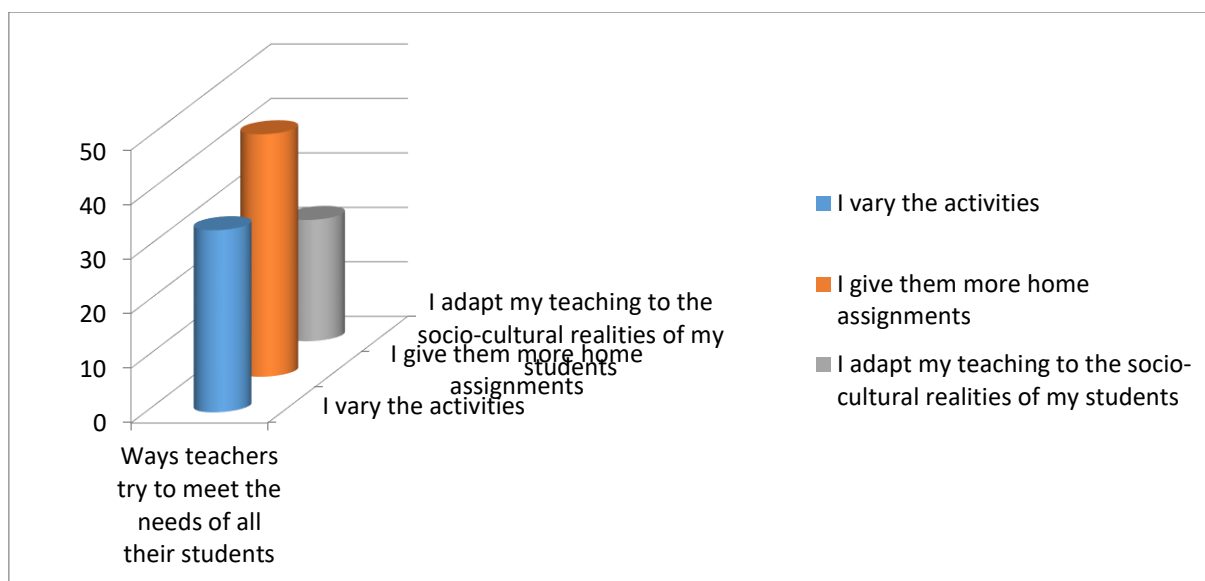 50
40
30
20
10
0
I adapt my teaching to the
socio-cultural realities of my
students
I give them more home
assignments
I vary the activities
Ways teachers
try to meet the
needs of all
their students
I vary the activities
I give them more home
assignments
I adapt my teaching to the socio-
cultural realities of my students